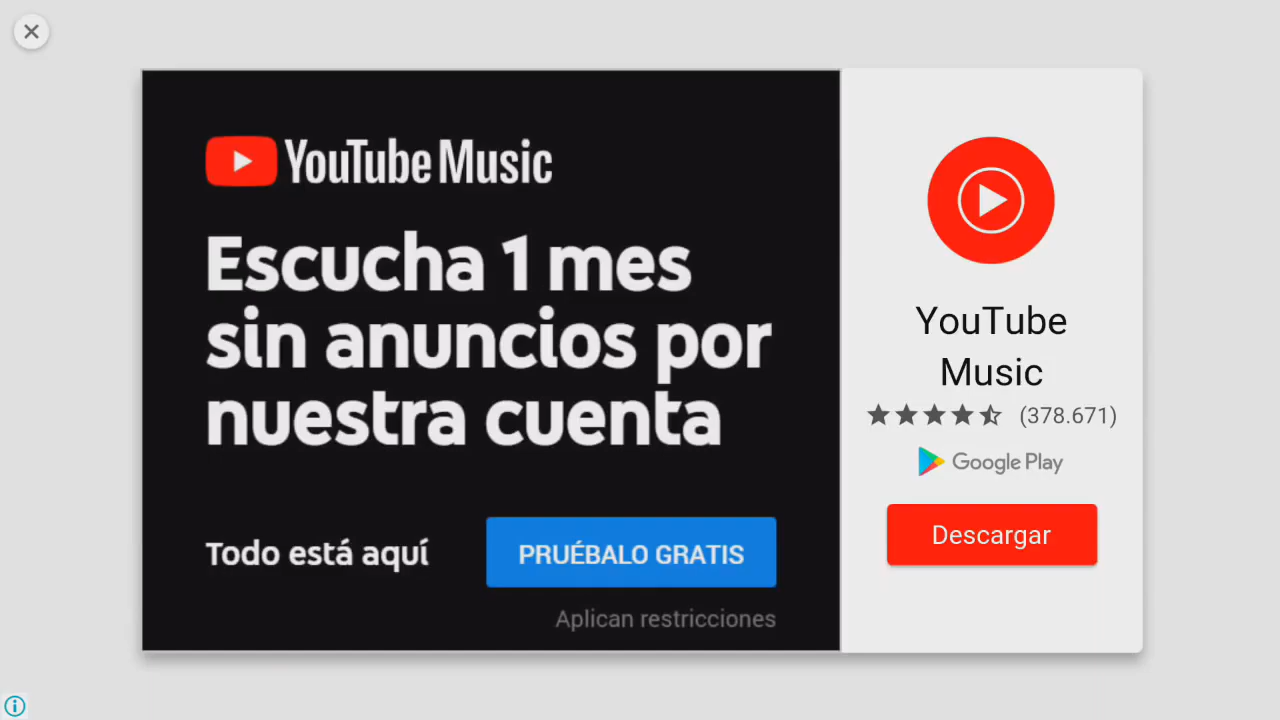 YouTube Music
Escucha 1 mes
sin anuncios por
nuestra cuenta
Todo está aquí
PRUÉBALO GRATIS
Aplican restricciones
YouTube
Music
(378.671)
Google Play
Descargar